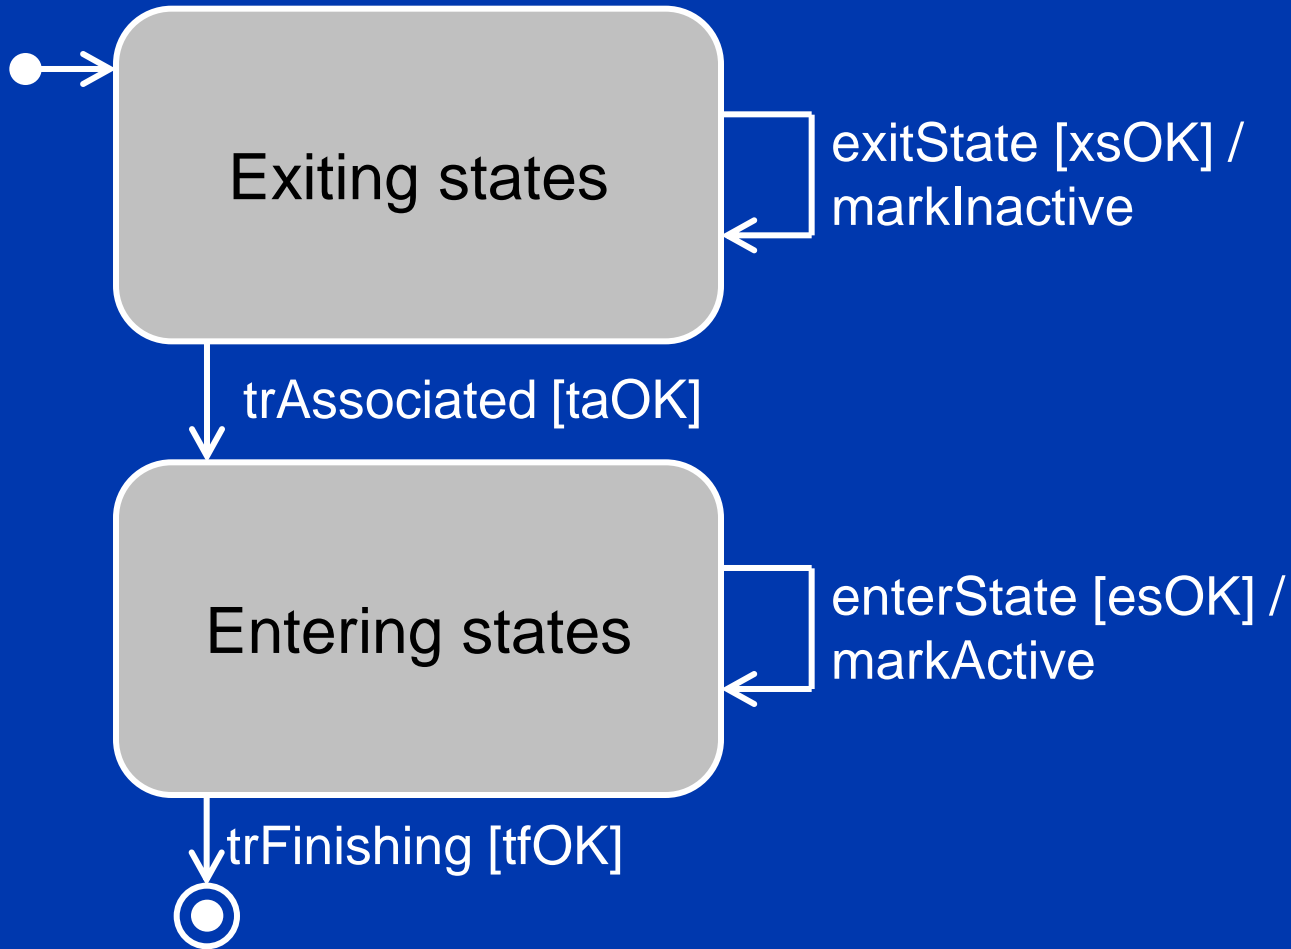 Exiting states
exitState [xsOK] /
markInactive
trAssociated [taOK]
Entering states
enterState [esOK] /
markActive
trFinishing [tfOK]